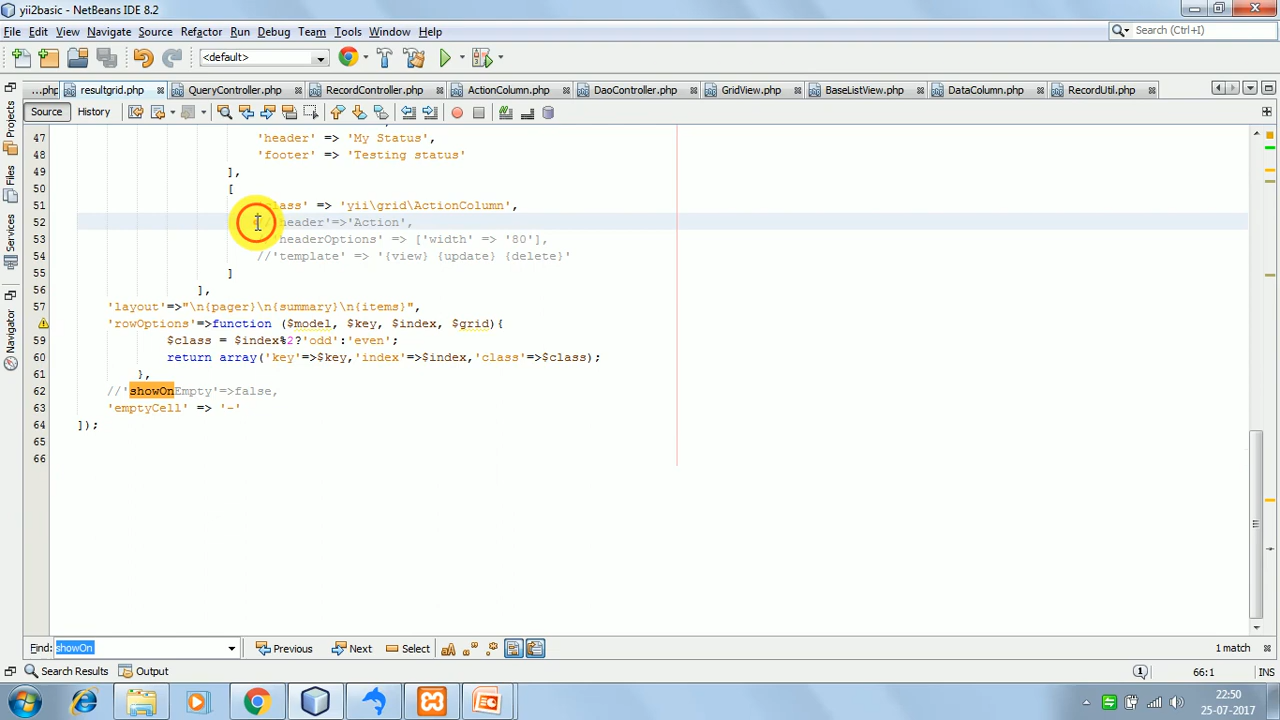 yii2basic - NetBeans IDE 8.2
File Edit View Navigate Source Refactor Run Debug Team Tools Window Help
Search (Ctrl+I)
<default>
...php resultgrid.php QueryController.php RecordController.php ActionColumn.php DaoController.php GridView.php BaseListView.php DataColumn.php RecordUtil.php
Source History
Projects
Files
Services
Navigator
47 'header' => 'My Status',
48 'footer' => 'Testing status'
49 ],
50 [
51 'class' => 'yii\grid\ActionColumn',
52 //'header'=>'Action',
53 //'headerOptions' => ['width' => '80'],
54 //'template' => '{view} {update} {delete}'
55 ]
56 ],
57 'layout'=>"\n{pager}\n{summary}\n{items}",
'rowOptions'=>function ($model, $key, $index, $grid){
59 $class = $index%2?'odd':'even';
60 return array('key'=>$key,'index'=>$index,'class'=>$class);
61 },
62 //'showOnEmpty'=>false,
63 'emptyCell' => '-'
64 ]);
65
66
Find: showOn Previous Next Select 1 match
Search Results Output 1 66:1 INS
22:50
25-07-2017